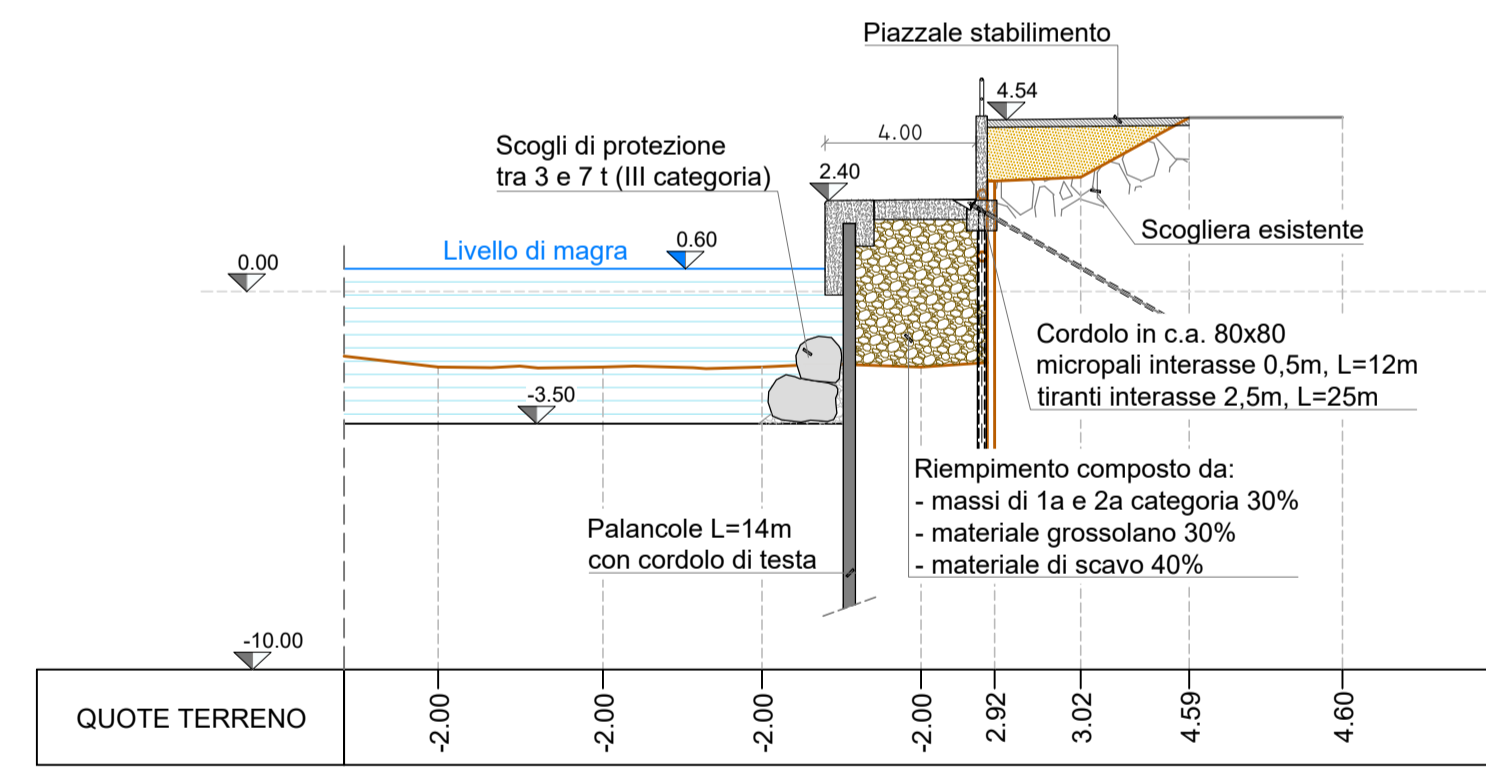 Piazzale stabilimento
4.54
4.00
Scogli di protezione
tra 3 e 7 t (III categoria)
2.40
Livello di magra
0.60
0.00
Scogliera esistente
Cordolo in c.a. 80x80
micropali interasse 0,5m, L=12m
tiranti interasse 2,5m, L=25m
-3.50
Riempimento composto da:
- massi di 1a e 2a categoria 30%
- materiale grossolano 30%
- materiale di scavo 40%
Palancole L=14m
con cordolo di testa
-10.00
QUOTE TERRENO
-2.00
-2.00
-2.00
-2.00
2.92
3.02
4.59
4.60